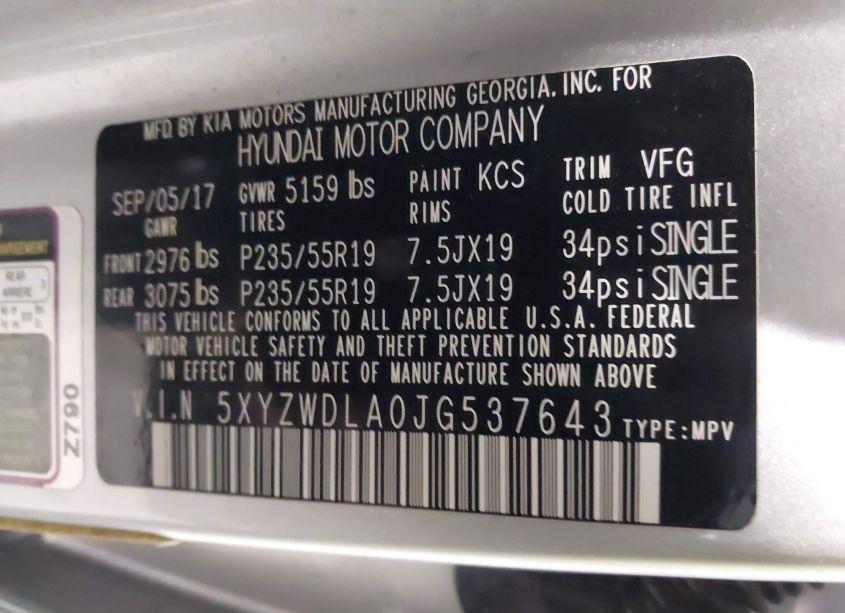 MFD. BY KIA MOTORS MANUFACTURING GEORGIA, INC. FOR
HYUNDAI MOTOR COMPANY
SEP/05/17 GVWR 5159 lbs PAINT KCS TRIM VFG
GAWR TIRES RIMS COLD TIRE INFL
FRONT 2976 lbs P235/55R19 7.5JX19 34psi SINGLE
REAR 3075 lbs P235/55R19 7.5JX19 34psi SINGLE
THIS VEHICLE CONFORMS TO ALL APPLICABLE U.S.A. FEDERAL
MOTOR VEHICLE SAFETY AND THEFT PREVENTION STANDARDS
IN EFFECT ON THE DATE OF MANUFACTURE SHOWN ABOVE
V.I.N 5XYZWDLA0JG537643 TYPE:MPV
REAR
ARRIÈRE
Z790